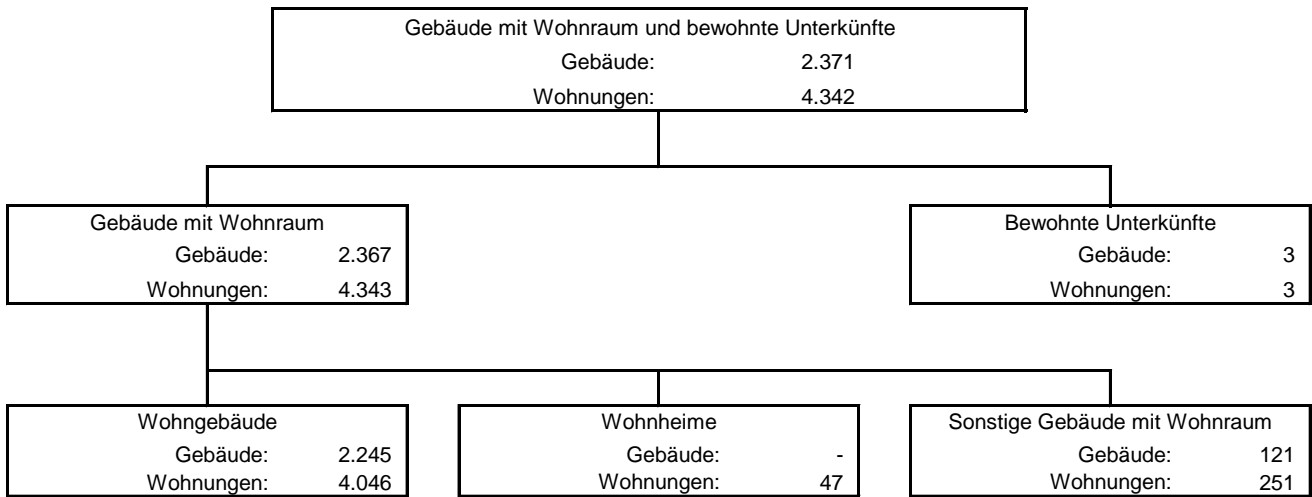 Gebäude mit Wohnraum und bewohnte Unterkünfte
Gebäude: 2.371
Wohnungen: 4.342
Gebäude mit Wohnraum
Gebäude: 2.367
Wohnungen: 4.343
Bewohnte Unterkünfte
Gebäude: 3
Wohnungen: 3
Wohngebäude
Gebäude: 2.245
Wohnungen: 4.046
Wohnheime
Gebäude: -
Wohnungen: 47
Sonstige Gebäude mit Wohnraum
Gebäude: 121
Wohnungen: 251